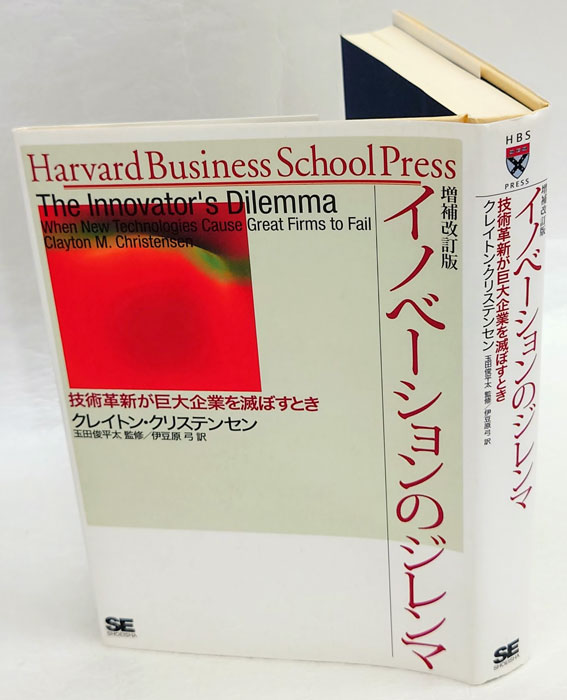 Harvard Business School Press
The Innovator's Dilemma
When New Technologies Cause Great Firms to Fail
Clayton M. Christensen
増補改訂版
イノベーションのジレンマ
技術革新が巨大企業を滅ぼすとき
クレイトン・クリステンセン
玉田俊平太 監修/伊豆原 弓 訳
SE
SHOEISHA
HBS
PRESS
増補改訂版
イノベーションのジレンマ
技術革新が巨大企業を滅ぼすとき
クレイトン・クリステンセン
玉田俊平太 監修/伊豆原 弓 訳
SE
SHOEISHA